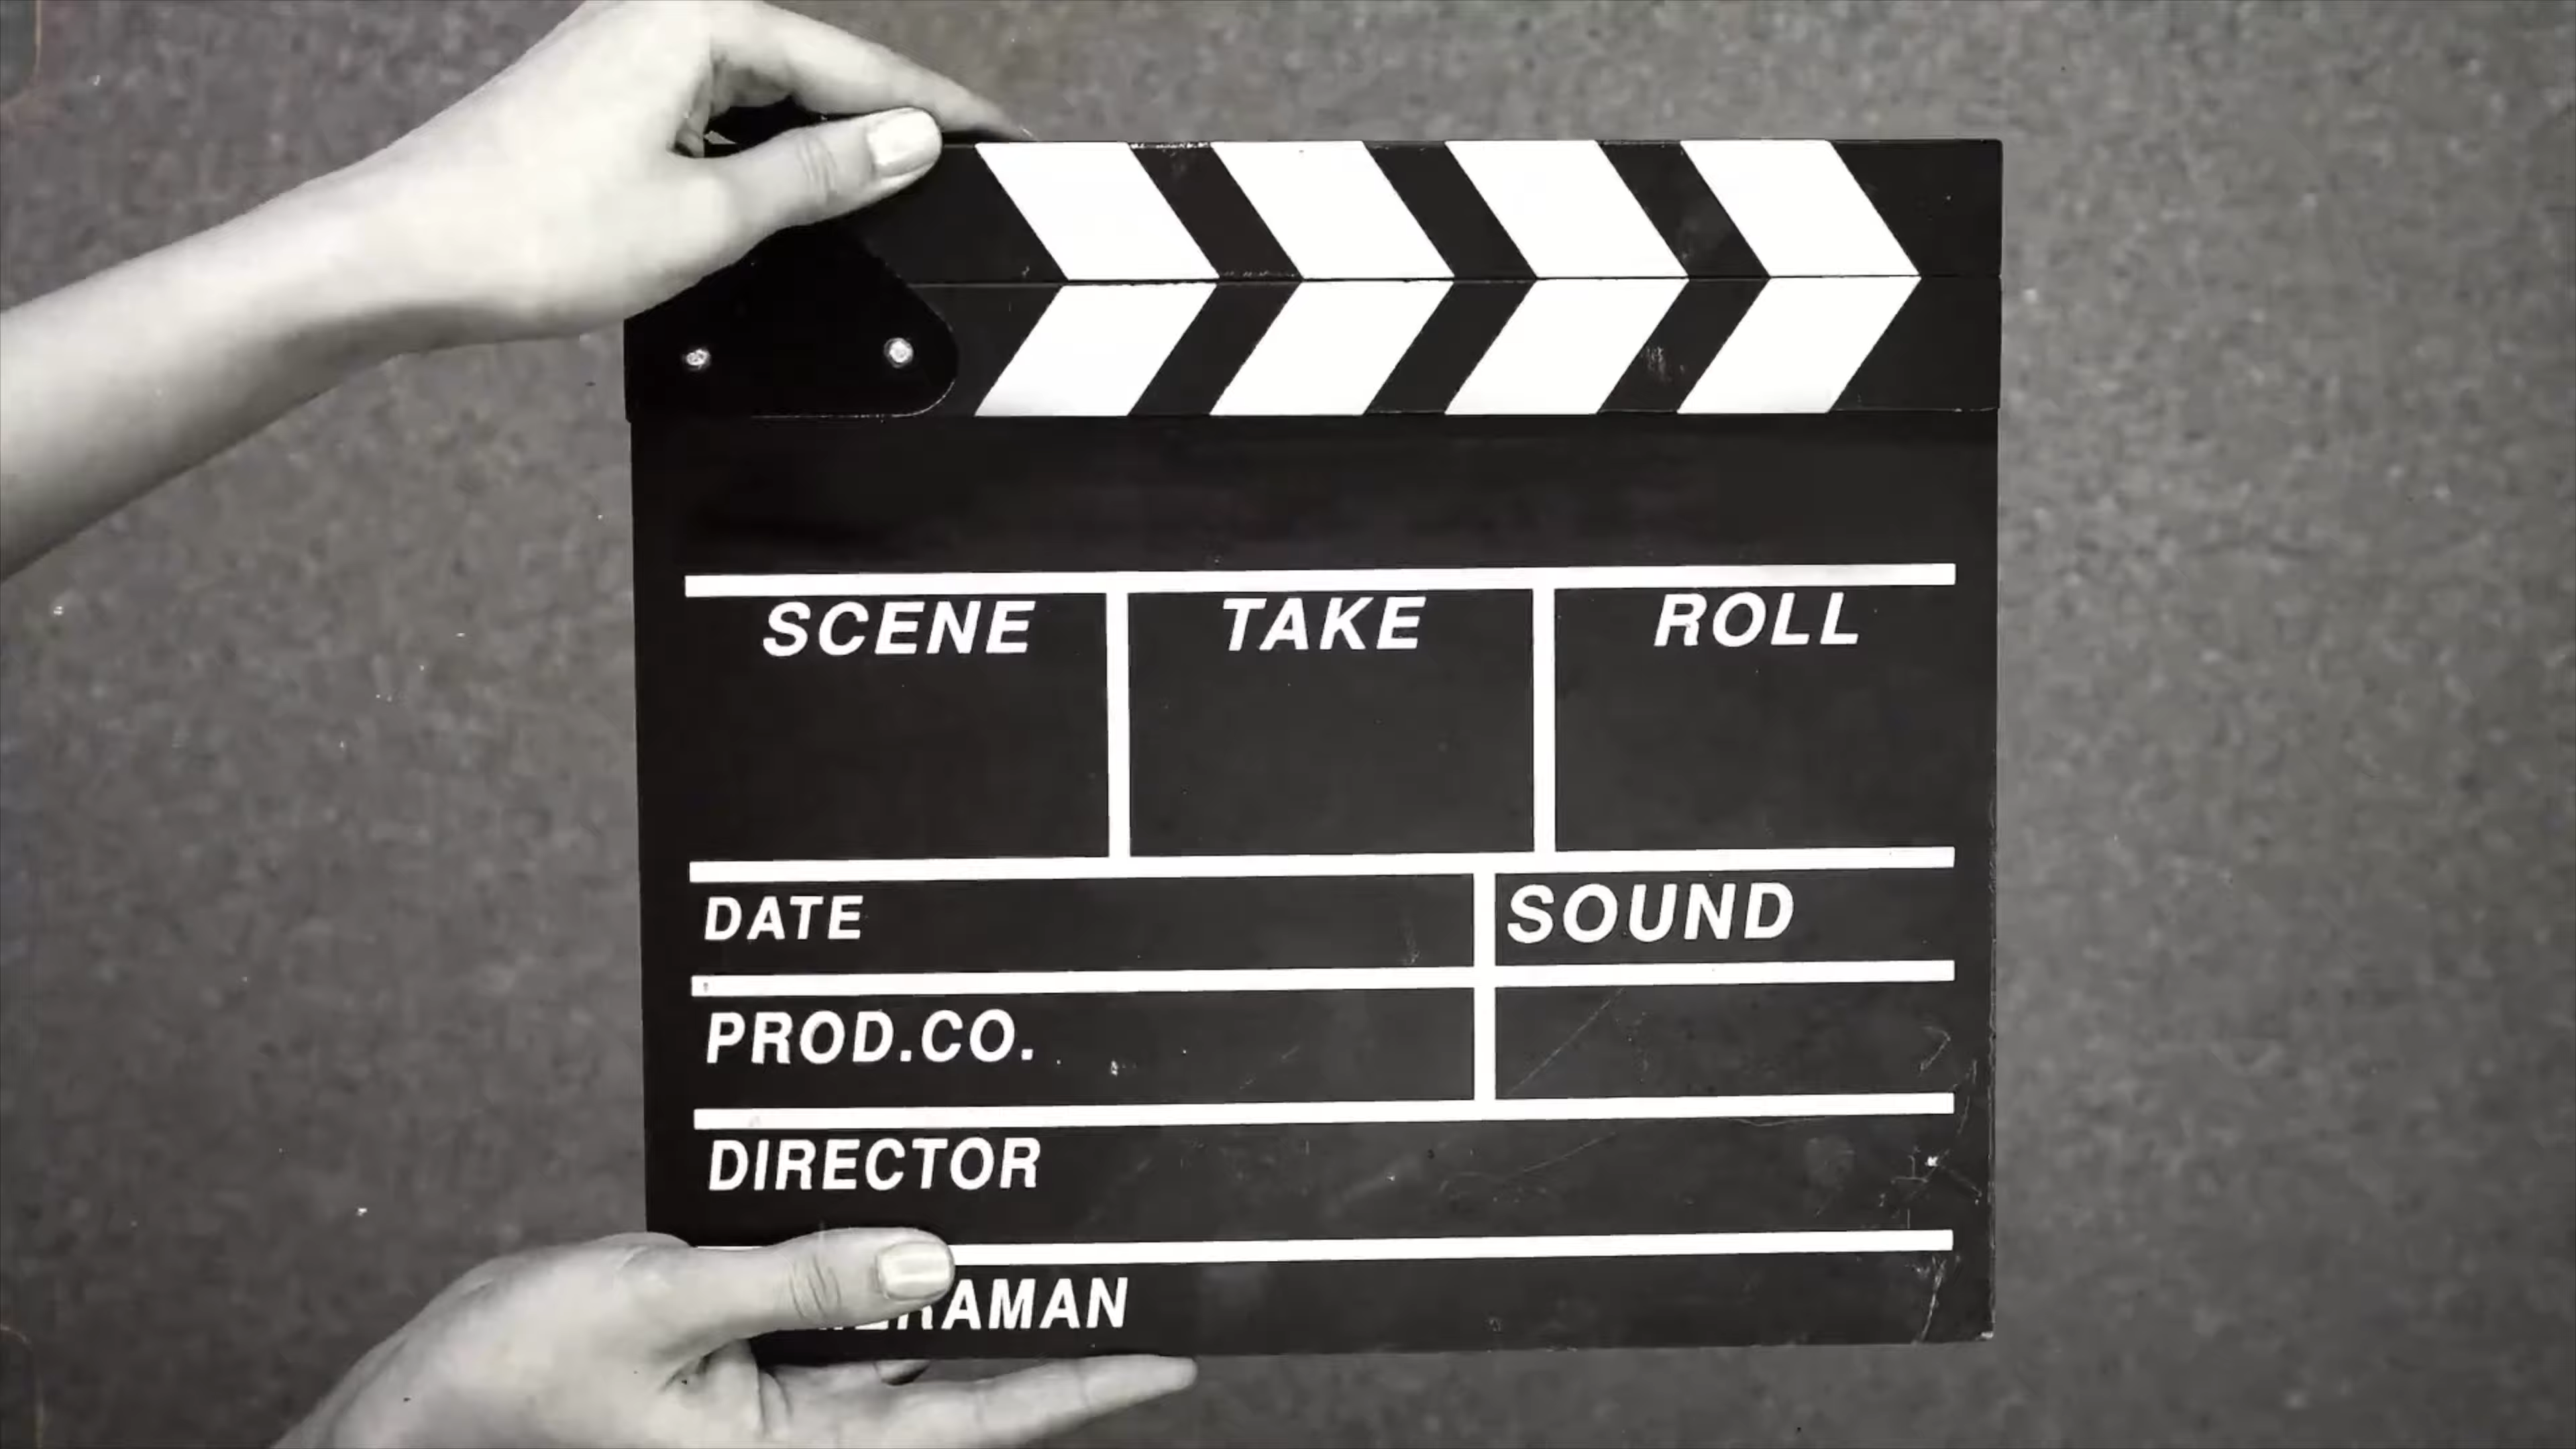 SCENE TAKE ROLL
DATE SOUND
PROD.CO.
DIRECTOR